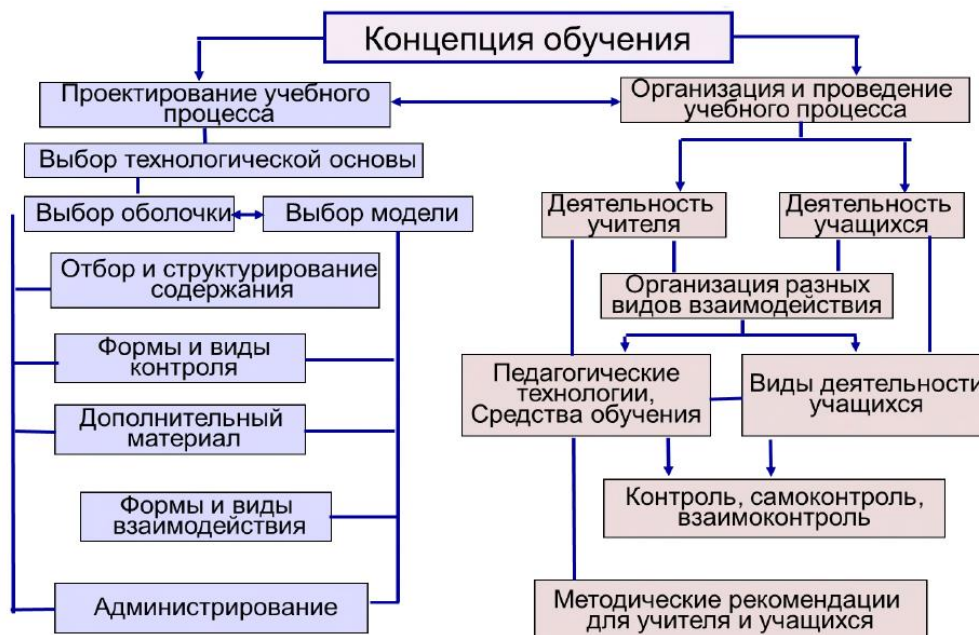 Концепция обучения
Проектирование учебного
процесса
Организация и проведение
учебного процесса
Выбор технологической основы
Выбор оболочки
Выбор модели
Деятельность
учителя
Деятельность
учащихся
Отбор и структурирование
содержания
Организация разных
видов взаимодействия
Формы и виды
контроля
Педагогические
технологии,
Средства обучения
Виды деятельности
учащихся
Дополнительный
материал
Контроль, самоконтроль,
взаимоконтроль
Формы и виды
взаимодействия
Администрирование
Методические рекомендации
для учителя и учащихся